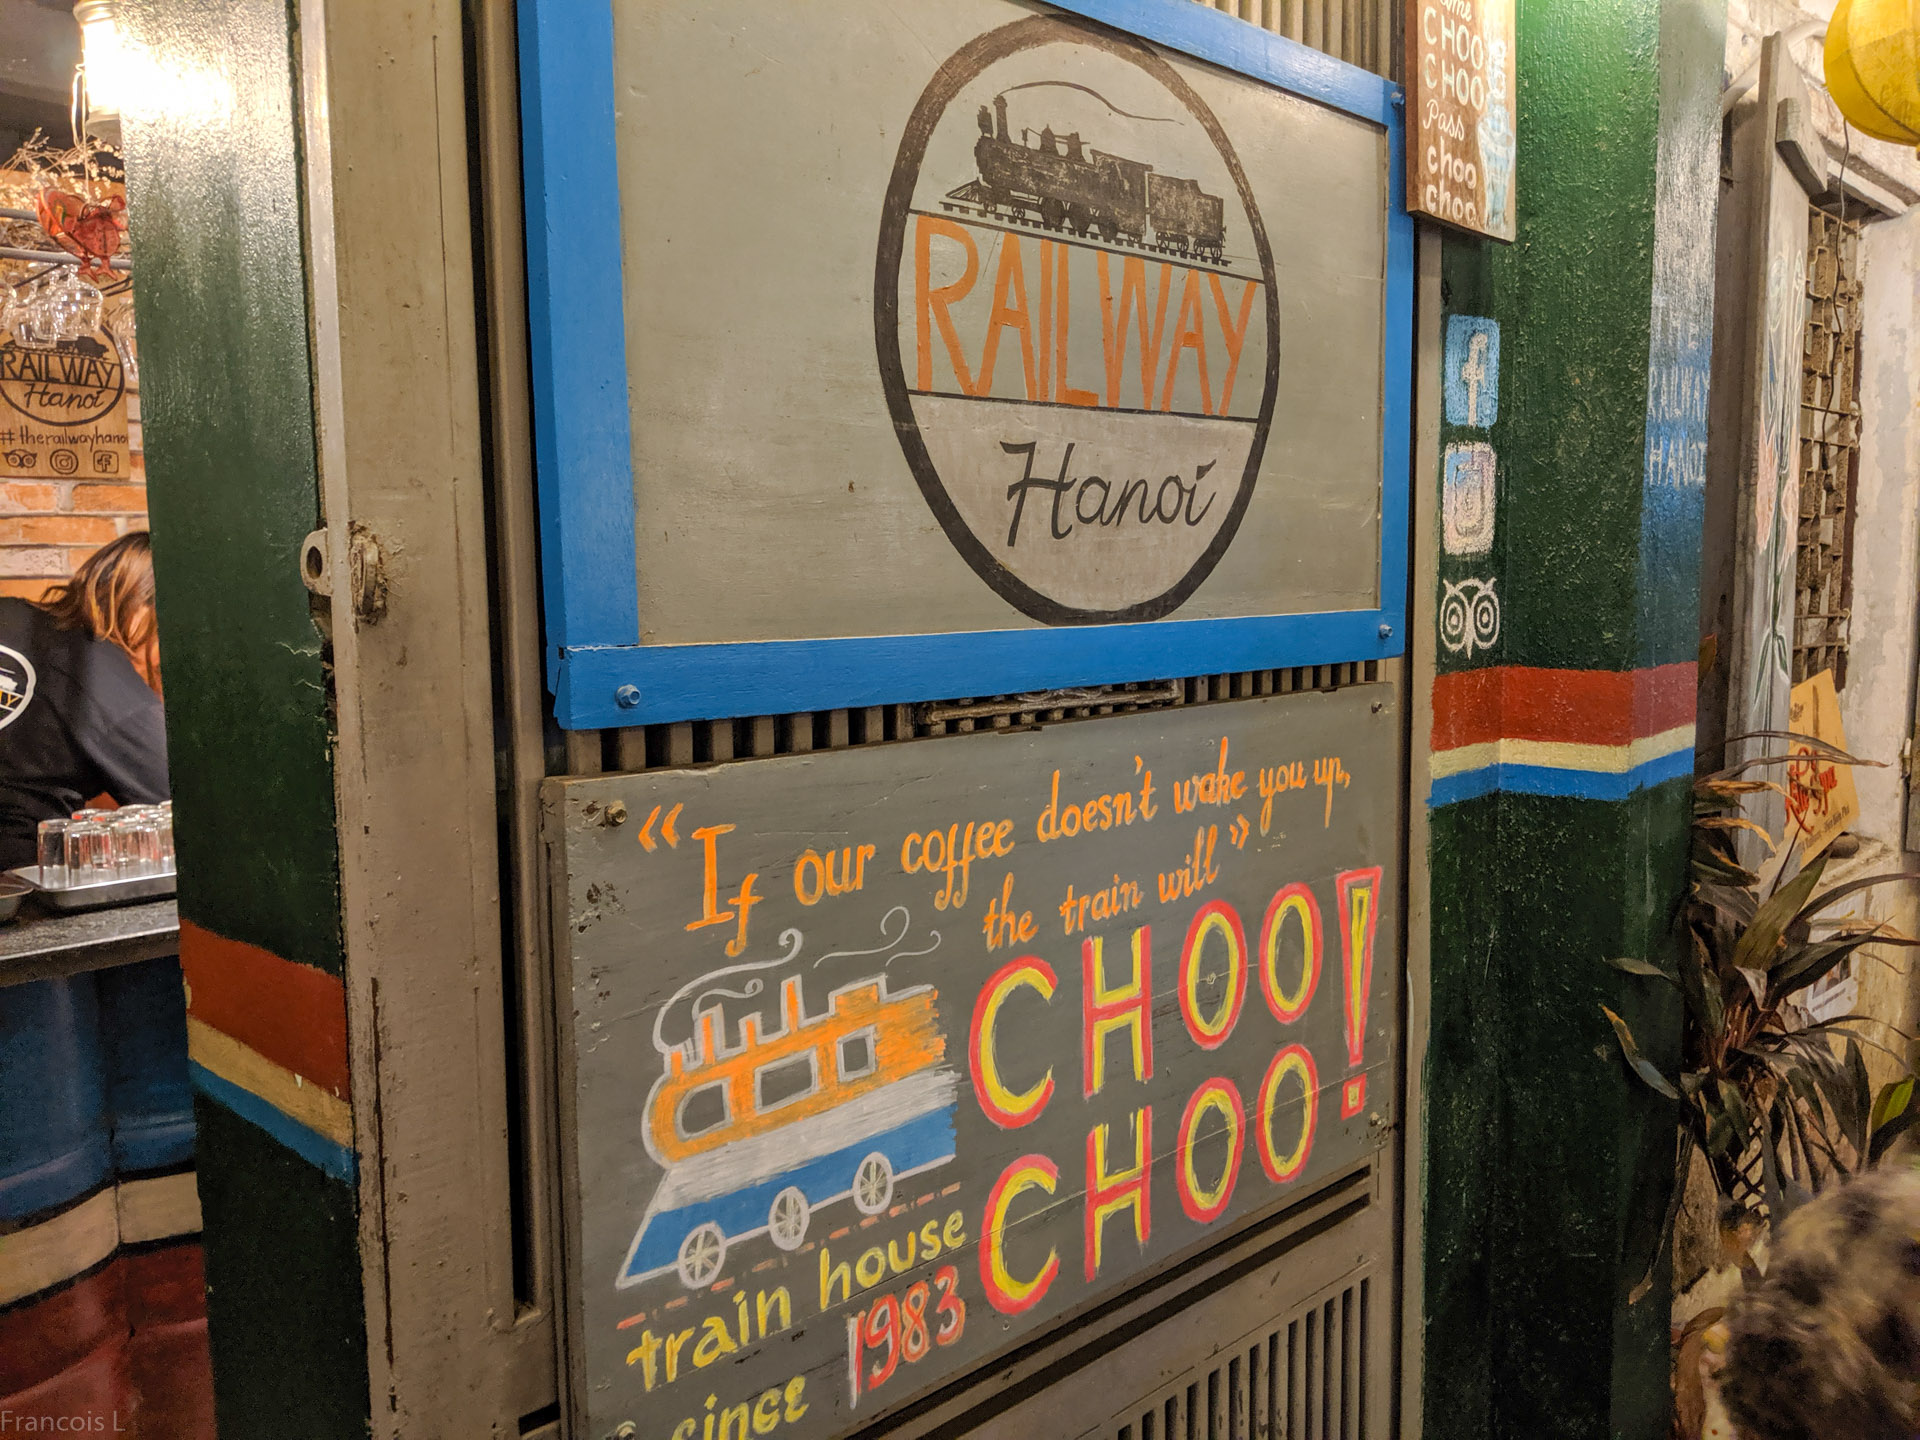 RAILWAY
Hanoi
#therailwayhanoi
RAILWAY
Hanoi
CHOO
CHOO
Pass
choo
choo
f
RAILWAY
HANOI
«If our coffee doesn't wake you up,
the train will»
CHOO
CHOO!
train house
since 1983
Francois L